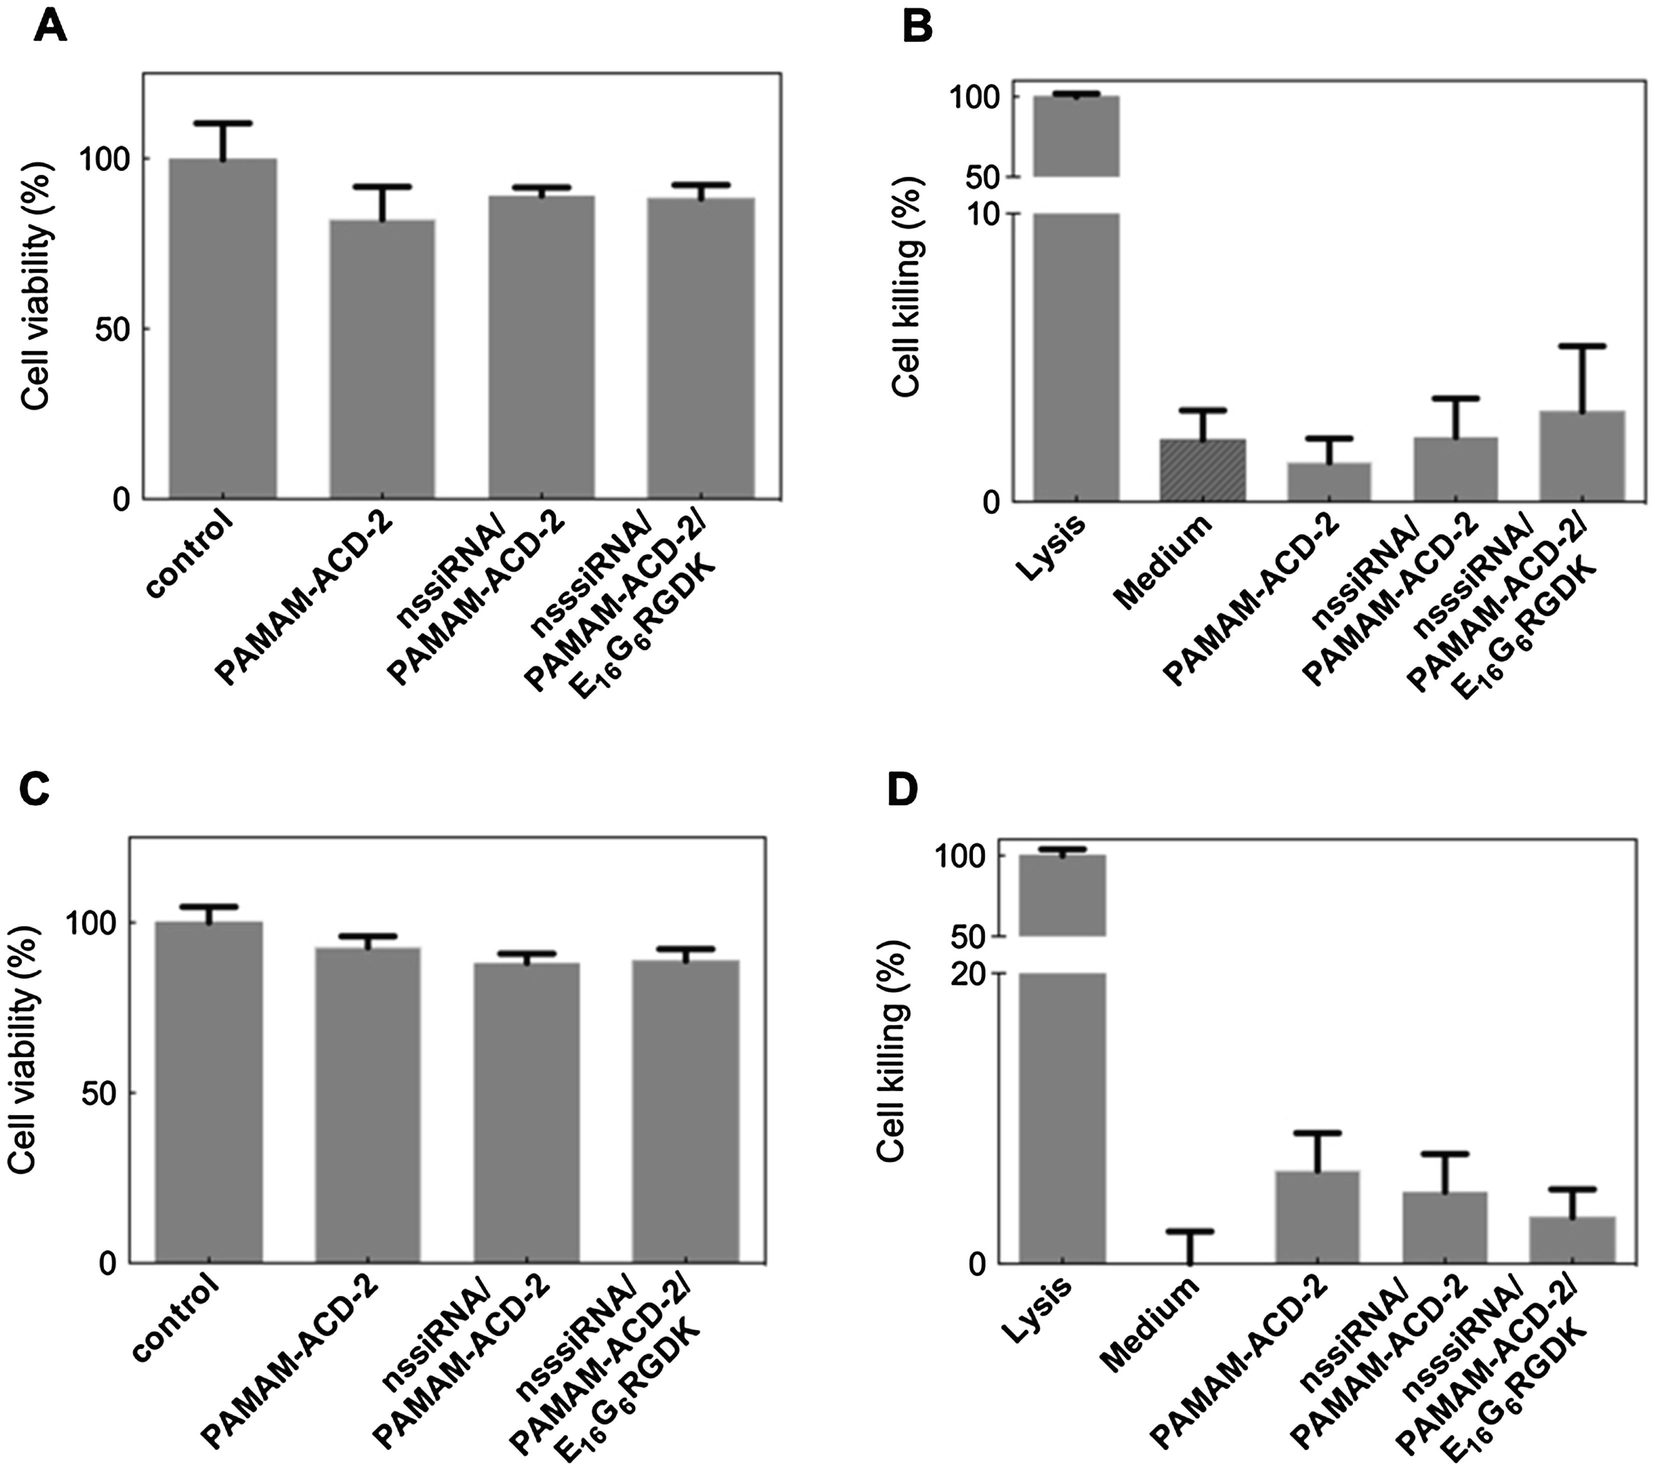 A
Cell viability (%)
100
50
0
control
PAMAM-ACD-2
nssiRNA/
PAMAM-ACD-2
nsssiRNA/
PAMAM-ACD-2/
E₁₆G₆RGDK
B
Cell killing (%)
100
50
10
0
Lysis
Medium
PAMAM-ACD-2
nssiRNA/
PAMAM-ACD-2
nsssiRNA/
PAMAM-ACD-2/
E₁₆G₆RGDK
C
Cell viability (%)
100
50
0
control
PAMAM-ACD-2
nssiRNA/
PAMAM-ACD-2
nsssiRNA/
PAMAM-ACD-2/
E₁₆G₆RGDK
D
Cell killing (%)
100
50
20
0
Lysis
Medium
PAMAM-ACD-2
nssiRNA/
PAMAM-ACD-2
nsssiRNA/
PAMAM-ACD-2/
E₁₆G₆RGDK